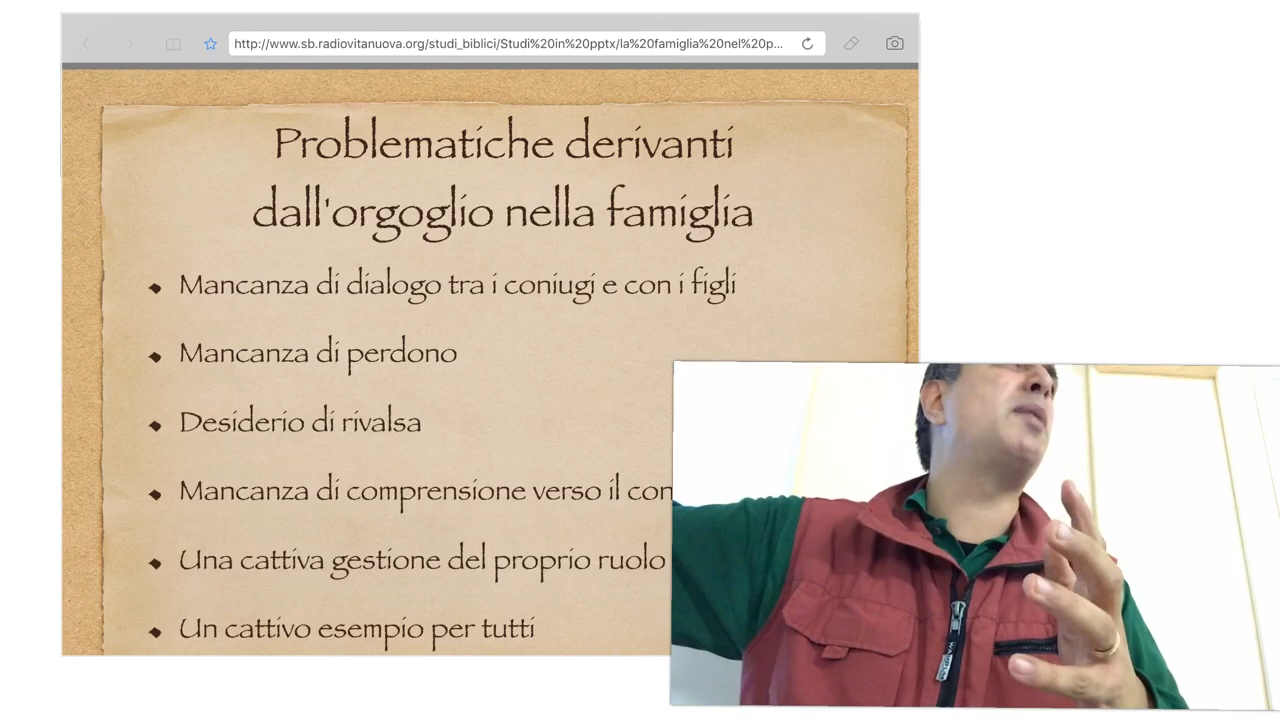 http://www.sb.radiovitanuova.org/studi_biblici/Studi%20in%20pptx/la%20famiglia%20nel%20p...
Problematiche derivanti
dall'orgoglio nella famiglia
Mancanza di dialogo tra i coniugi e con i figli
Mancanza di perdono
Desiderio di rivalsa
Mancanza di comprensione verso il con
Una cattiva gestione del proprio ruolo
Un cattivo esempio per tutti